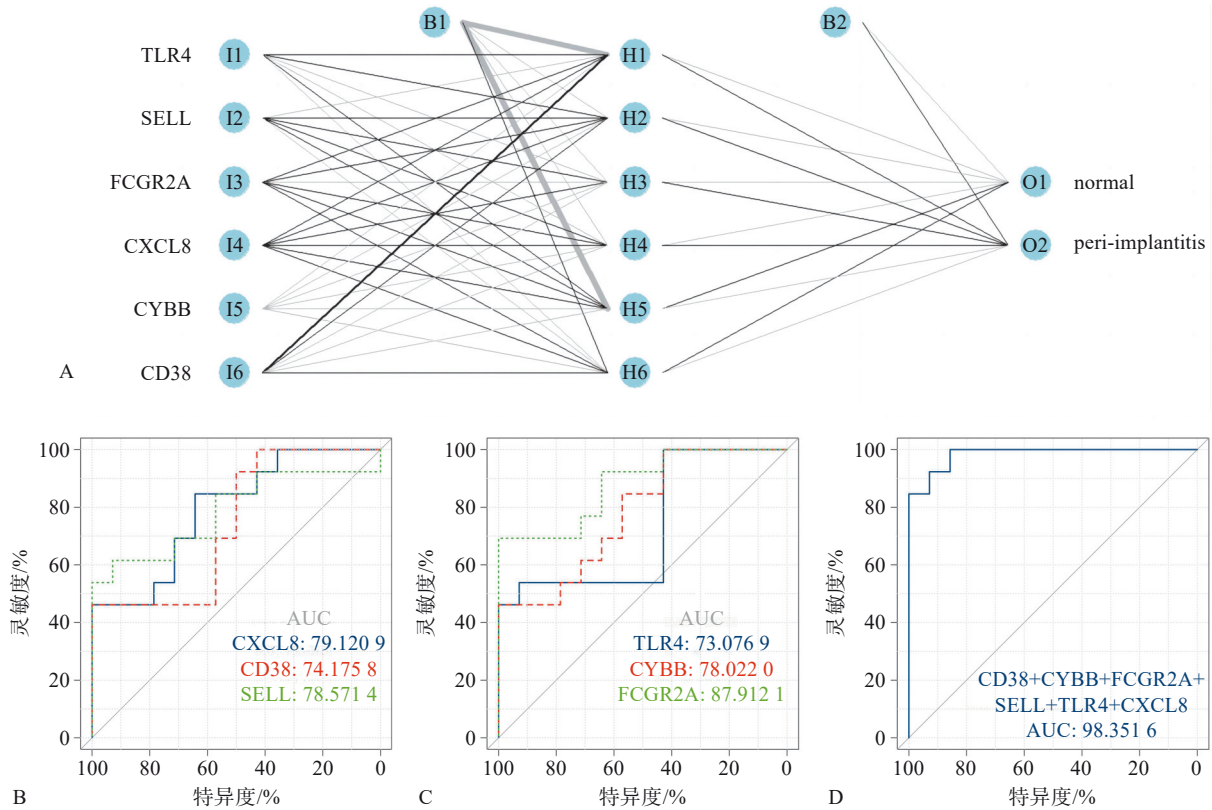 B1 B2
TLR4 I1 H1
SELL I2 H2
FCGR2A I3 H3 O1 normal
CXCL8 I4 H4 O2 peri-implantitis
CYBB I5 H5
A CD38 I6 H6
灵敏度/%
100
80
60
40
20
0
AUC
CXCL8: 79.120 9
CD38: 74.175 8
SELL: 78.571 4
100 80 60 40 20 0
B 特异度/%
灵敏度/%
100
80
60
40
20
0
AUC
TLR4: 73.076 9
CYBB: 78.022 0
FCGR2A: 87.912 1
100 80 60 40 20 0
C 特异度/%
灵敏度/%
100
80
60
40
20
0
CD38+CYBB+FCGR2A+
SELL+TLR4+CXCL8
AUC: 98.351 6
100 80 60 40 20 0
D 特异度/%